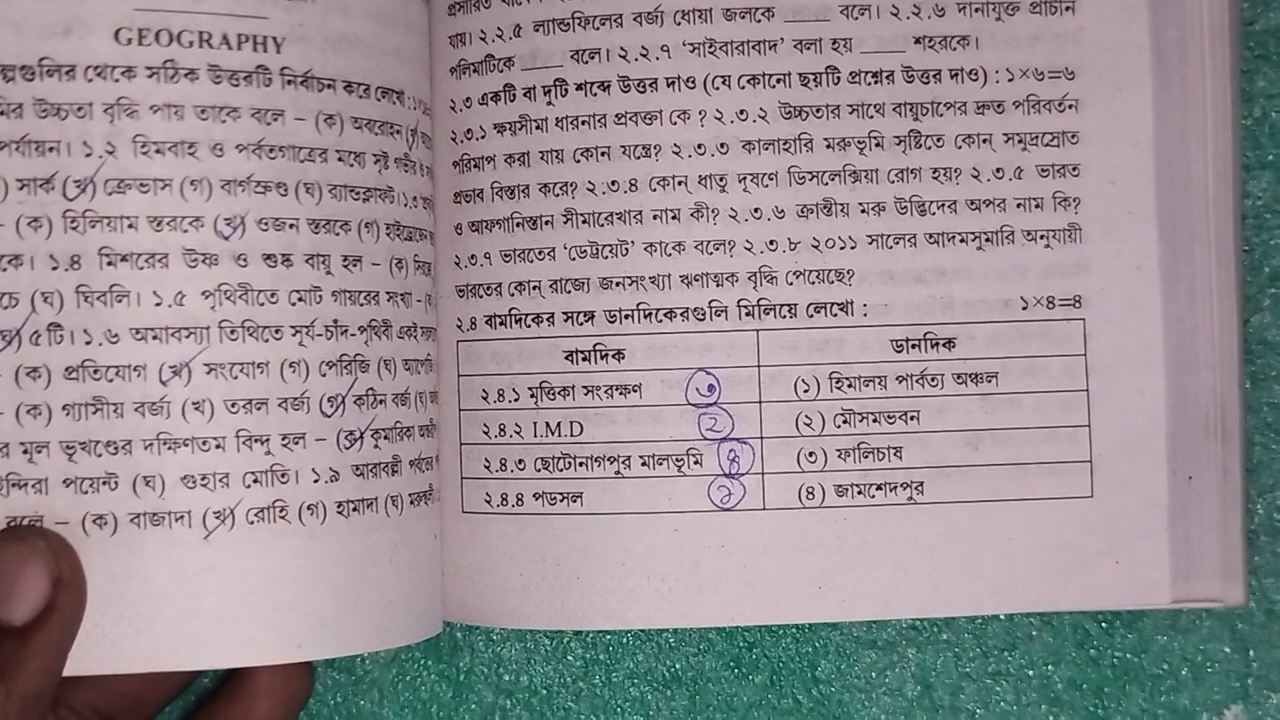 GEOGRAPHY
থেকে সঠিক উত্তরটি নির্বাচন করে লেখো :
উচ্চতা বৃদ্ধি পায় তাকে বলে – (ক) অবরোহন
পর্যায়ন। ১.২ হিমবাহ ও পর্বতগাত্রের মধ্যে সৃষ্ট
সার্ক (খ) ক্রেভাস (গ) বার্গস্রুন্ড (ঘ)
– (ক) হিলিয়াম স্তরকে (খ) ওজন স্তরকে (গ)
কে। ১.৪ মিশরের উষ্ণ ও শুষ্ক বায়ু হল – (ক)
(ঘ) ঘিবলি। ১.৫ পৃথিবীতে মোট গায়রের সংখ্যা –
৫টি। ১.৬ অমাবস্যা তিথিতে সূর্য-চাঁদ-পৃথিবী একই
– (ক) প্রতিযোগ (খ) সংযোগ (গ) পেরিজি (ঘ)
– (ক) গ্যাসীয় বর্জ্য (খ) তরল বর্জ্য (গ) কঠিন বর্জ্য (ঘ)
র মূল ভূখণ্ডের দক্ষিণতম বিন্দু হল – (ক) কুমারিকা
ইন্দিরা পয়েন্ট (ঘ) গুহার মোতি। ১.৯ আরাবল্লী
বলে – (ক) বাজাদা (খ) রোহি (গ) হামাদা (ঘ)
যায়। ২.২.৫ ল্যান্ডফিলের বর্জ্য ধোয়া জলকে ____ বলে। ২.২.৬ দানাযুক্ত প্রাচীন
পলিমাটিকে ____ বলে। ২.২.৭ ‘সাইবারাবাদ’ বলা হয় ____ শহরকে।
২.৩ একটি বা দুটি শব্দে উত্তর দাও (যে কোনো ছয়টি প্রশ্নের উত্তর দাও) : ১×৬=৬
২.৩.১ ক্ষয়সীমা ধারনার প্রবক্তা কে ? ২.৩.২ উচ্চতার সাথে বায়ুচাপের দ্রুত পরিবর্তন
পরিমাপ করা যায় কোন যন্ত্রে? ২.৩.৩ কালাহারি মরুভূমি সৃষ্টিতে কোন্ সমুদ্রস্রোত
প্রভাব বিস্তার করে? ২.৩.৪ কোন্ ধাতু দূষণে ডিসলেক্সিয়া রোগ হয়? ২.৩.৫ ভারত
ও আফগানিস্তান সীমারেখার নাম কী? ২.৩.৬ ক্রান্তীয় মরু উদ্ভিদের অপর নাম কি?
২.৩.৭ ভারতের ‘ডেট্রয়েট’ কাকে বলে? ২.৩.৮ ২০১১ সালের আদমসুমারি অনুযায়ী
ভারতের কোন্ রাজ্যে জনসংখ্যা ঋণাত্মক বৃদ্ধি পেয়েছে?
২.৪ বামদিকের সঙ্গে ডানদিকেরগুলি মিলিয়ে লেখো : ১×৪=৪
বামদিক ডানদিক
২.৪.১ মৃত্তিকা সংরক্ষণ ৩ (১) হিমালয় পার্বত্য অঞ্চল
২.৪.২ I.M.D ২ (২) মৌসমভবন
২.৪.৩ ছোটোনাগপুর মালভূমি ৪ (৩) ফালিচাষ
২.৪.৪ পডসল ১ (৪) জামশেদপুর